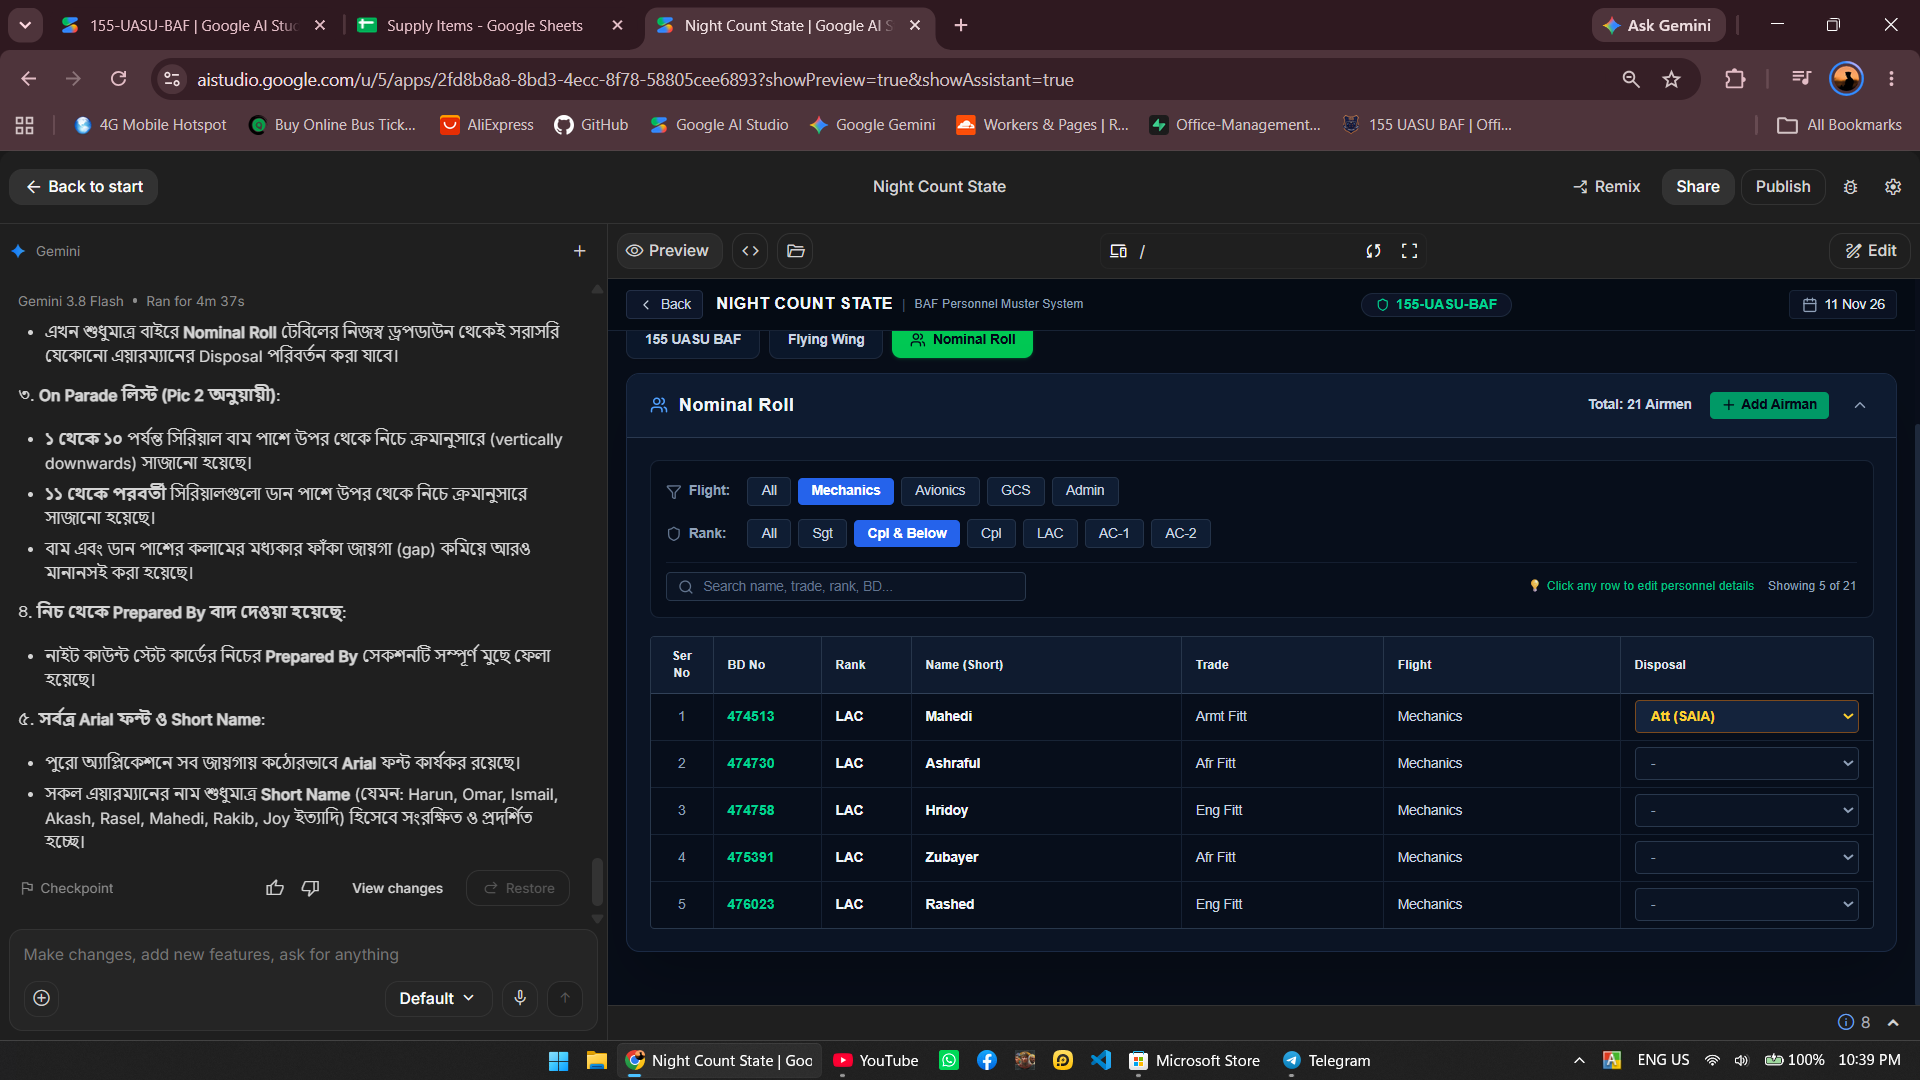 155-UASU-BAF | Google AI Stu
Supply Items - Google Sheets
Night Count State | Google AI S
Ask Gemini
aistudio.google.com/u/5/apps/2fd8b8a8-8bd3-4ecc-8f78-58805cee6893?showPreview=true&showAssistant=true
4G Mobile Hotspot
Buy Online Bus Tick...
AliExpress
GitHub
Google AI Studio
Google Gemini
Workers & Pages | R...
Office-Management...
155 UASU BAF | Offi...
All Bookmarks
Back to start
Night Count State
Remix
Share
Publish
Gemini
Gemini 3.8 Flash • Ran for 4m 37s
• এখন শুধুমাত্র বাইরে Nominal Roll টেবিলের নিজস্ব ড্রপডাউন থেকেই সরাসরি
যেকোনো এয়ারম্যানের Disposal পরিবর্তন করা যাবে।
৩. On Parade লিস্ট (Pic 2 অনুযায়ী):
• ১ থেকে ১০ পর্যন্ত সিরিয়াল বাম পাশে উপর থেকে নিচে ক্রমানুসারে (vertically
downwards) সাজানো হয়েছে।
• ১১ থেকে পরবর্তী সিরিয়ালগুলো ডান পাশে উপর থেকে নিচে ক্রমানুসারে
সাজানো হয়েছে।
• বাম এবং ডান পাশের কলামের মধ্যকার ফাঁকা জায়গা (gap) কমিয়ে আরও
মানানসই করা হয়েছে।
৪. নিচ থেকে Prepared By বাদ দেওয়া হয়েছে:
• নাইট কাউন্ট স্টেট কার্ডের নিচের Prepared By সেকশনটি সম্পূর্ণ মুছে ফেলা
হয়েছে।
৫. সর্বত্র Arial ফন্ট ও Short Name:
• পুরো অ্যাপ্লিকেশনে সব জায়গায় কঠোরভাবে Arial ফন্ট কার্যকর রয়েছে।
• সকল এয়ারম্যানের নাম শুধুমাত্র Short Name (যেমন: Harun, Omar, Ismail,
Akash, Rasel, Mahedi, Rakib, Joy ইত্যাদি) হিসেবে সংরক্ষিত ও প্রদর্শিত
হচ্ছে।
Checkpoint
View changes
Restore
Make changes, add new features, ask for anything
Default
Preview
/
Edit
Back
NIGHT COUNT STATE | BAF Personnel Muster System
155-UASU-BAF
11 Nov 26
155 UASU BAF
Flying Wing
Nominal Roll
Nominal Roll
Total: 21 Airmen
+ Add Airman
Flight: All Mechanics Avionics GCS Admin
Rank: All Sgt Cpl & Below Cpl LAC AC-1 AC-2
Search name, trade, rank, BD...
Click any row to edit personnel details
Showing 5 of 21
Ser No BD No Rank Name (Short) Trade Flight Disposal
1 474513 LAC Mahedi Armt Fitt Mechanics Att (SAIA)
2 474730 LAC Ashraful Afr Fitt Mechanics -
3 474758 LAC Hridoy Eng Fitt Mechanics -
4 475391 LAC Zubayer Afr Fitt Mechanics -
5 476023 LAC Rashed Eng Fitt Mechanics -
8
Night Count State | Goo
YouTube
Microsoft Store
Telegram
ENG US
100%
10:39 PM